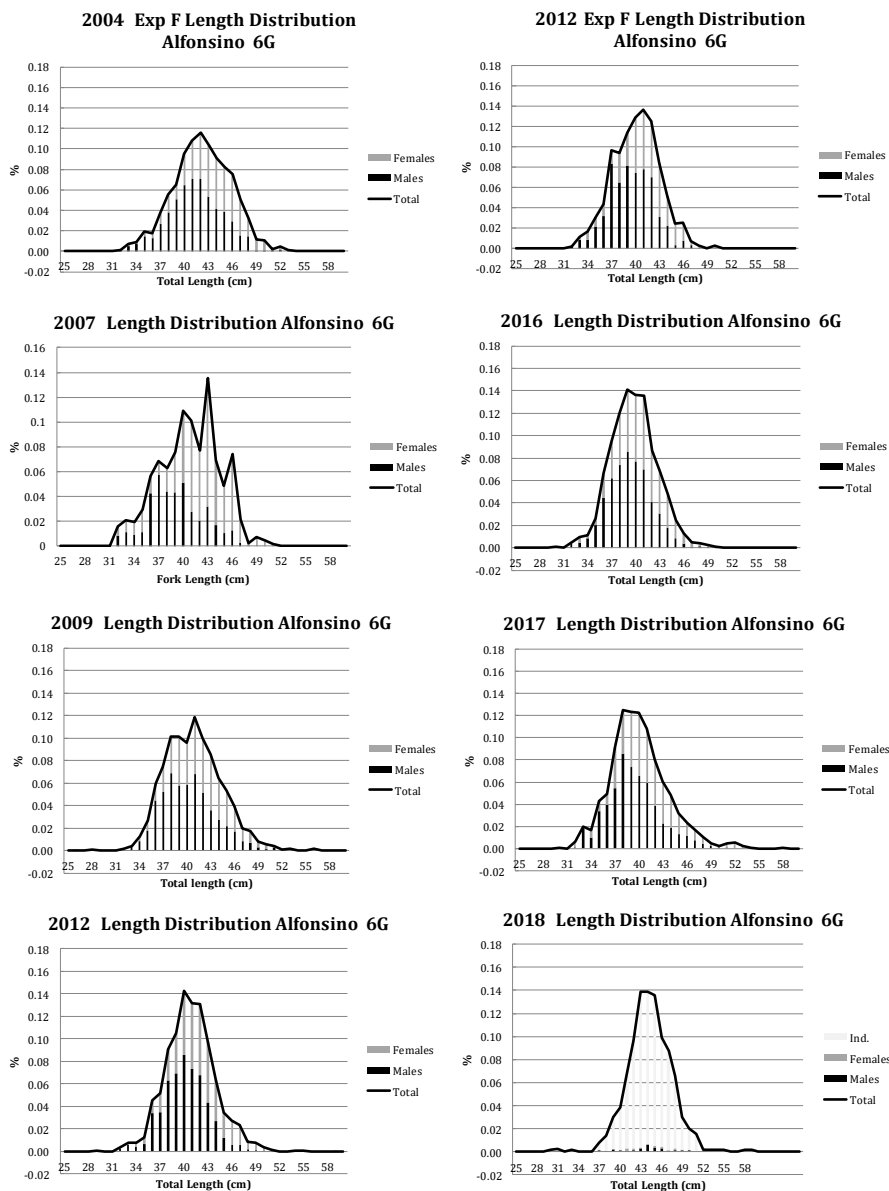 2004 Exp F Length Distribution
Alfonsino 6G
0.18
0.16
0.14
0.12
0.10
0.08
0.06
0.04
0.02
0.00
-0.02
%
25 28 31 34 37 40 43 46 49 52 55 58
Total Length (cm)
Females
Males
Total
2012 Exp F Length Distribution
Alfonsino 6G
0.18
0.16
0.14
0.12
0.10
0.08
0.06
0.04
0.02
0.00
-0.02
%
25 28 31 34 37 40 43 46 49 52 55 58
Total Length (cm)
Females
Males
Total
2007 Length Distribution Alfonsino 6G
0.16
0.14
0.12
0.1
0.08
0.06
0.04
0.02
0
%
25 28 31 34 37 40 43 46 49 52 55 58
Fork Length (cm)
Females
Males
Total
2016 Length Distribution Alfonsino 6G
0.18
0.16
0.14
0.12
0.10
0.08
0.06
0.04
0.02
0.00
-0.02
%
25 28 31 34 37 40 43 46 49 52 55 58
Total Length (cm)
Females
Males
Total
2009 Length Distribution Alfonsino 6G
0.18
0.16
0.14
0.12
0.10
0.08
0.06
0.04
0.02
0.00
-0.02
%
25 28 31 34 37 40 43 46 49 52 55 58
Total length (cm)
Females
Males
Total
2017 Length Distribution Alfonsino 6G
0.18
0.16
0.14
0.12
0.10
0.08
0.06
0.04
0.02
0.00
-0.02
%
25 28 31 34 37 40 43 46 49 52 55 58
Total Length (cm)
Females
Males
Total
2012 Length Distribution Alfonsino 6G
0.18
0.16
0.14
0.12
0.10
0.08
0.06
0.04
0.02
0.00
-0.02
%
25 28 31 34 37 40 43 46 49 52 55 58
Total Length (cm)
Females
Males
Total
2018 Length Distribution Alfonsino 6G
0.18
0.16
0.14
0.12
0.10
0.08
0.06
0.04
0.02
0.00
-0.02
%
25 28 31 34 37 40 43 46 49 52 55 58
Total Length (cm)
Ind.
Females
Males
Total